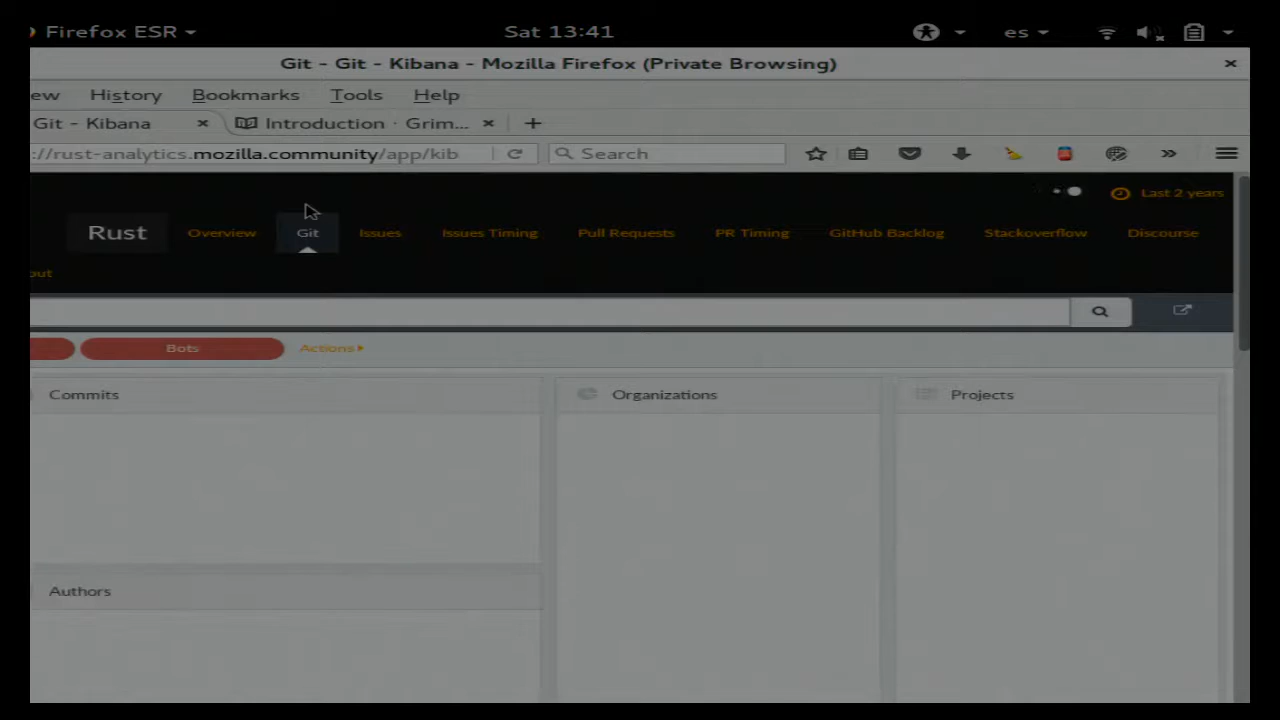 Firefox ESR
Sat 13:41
es
Git - Git - Kibana - Mozilla Firefox (Private Browsing)
ew History Bookmarks Tools Help
Git - Kibana
Introduction · Grim...
://rust-analytics.mozilla.community/app/kib
Search
Last 2 years
Rust Overview Git Issues Issues Timing Pull Requests PR Timing GitHub Backlog Stackoverflow Discourse
out
Bots Actions
Commits
Organizations
Projects
Authors